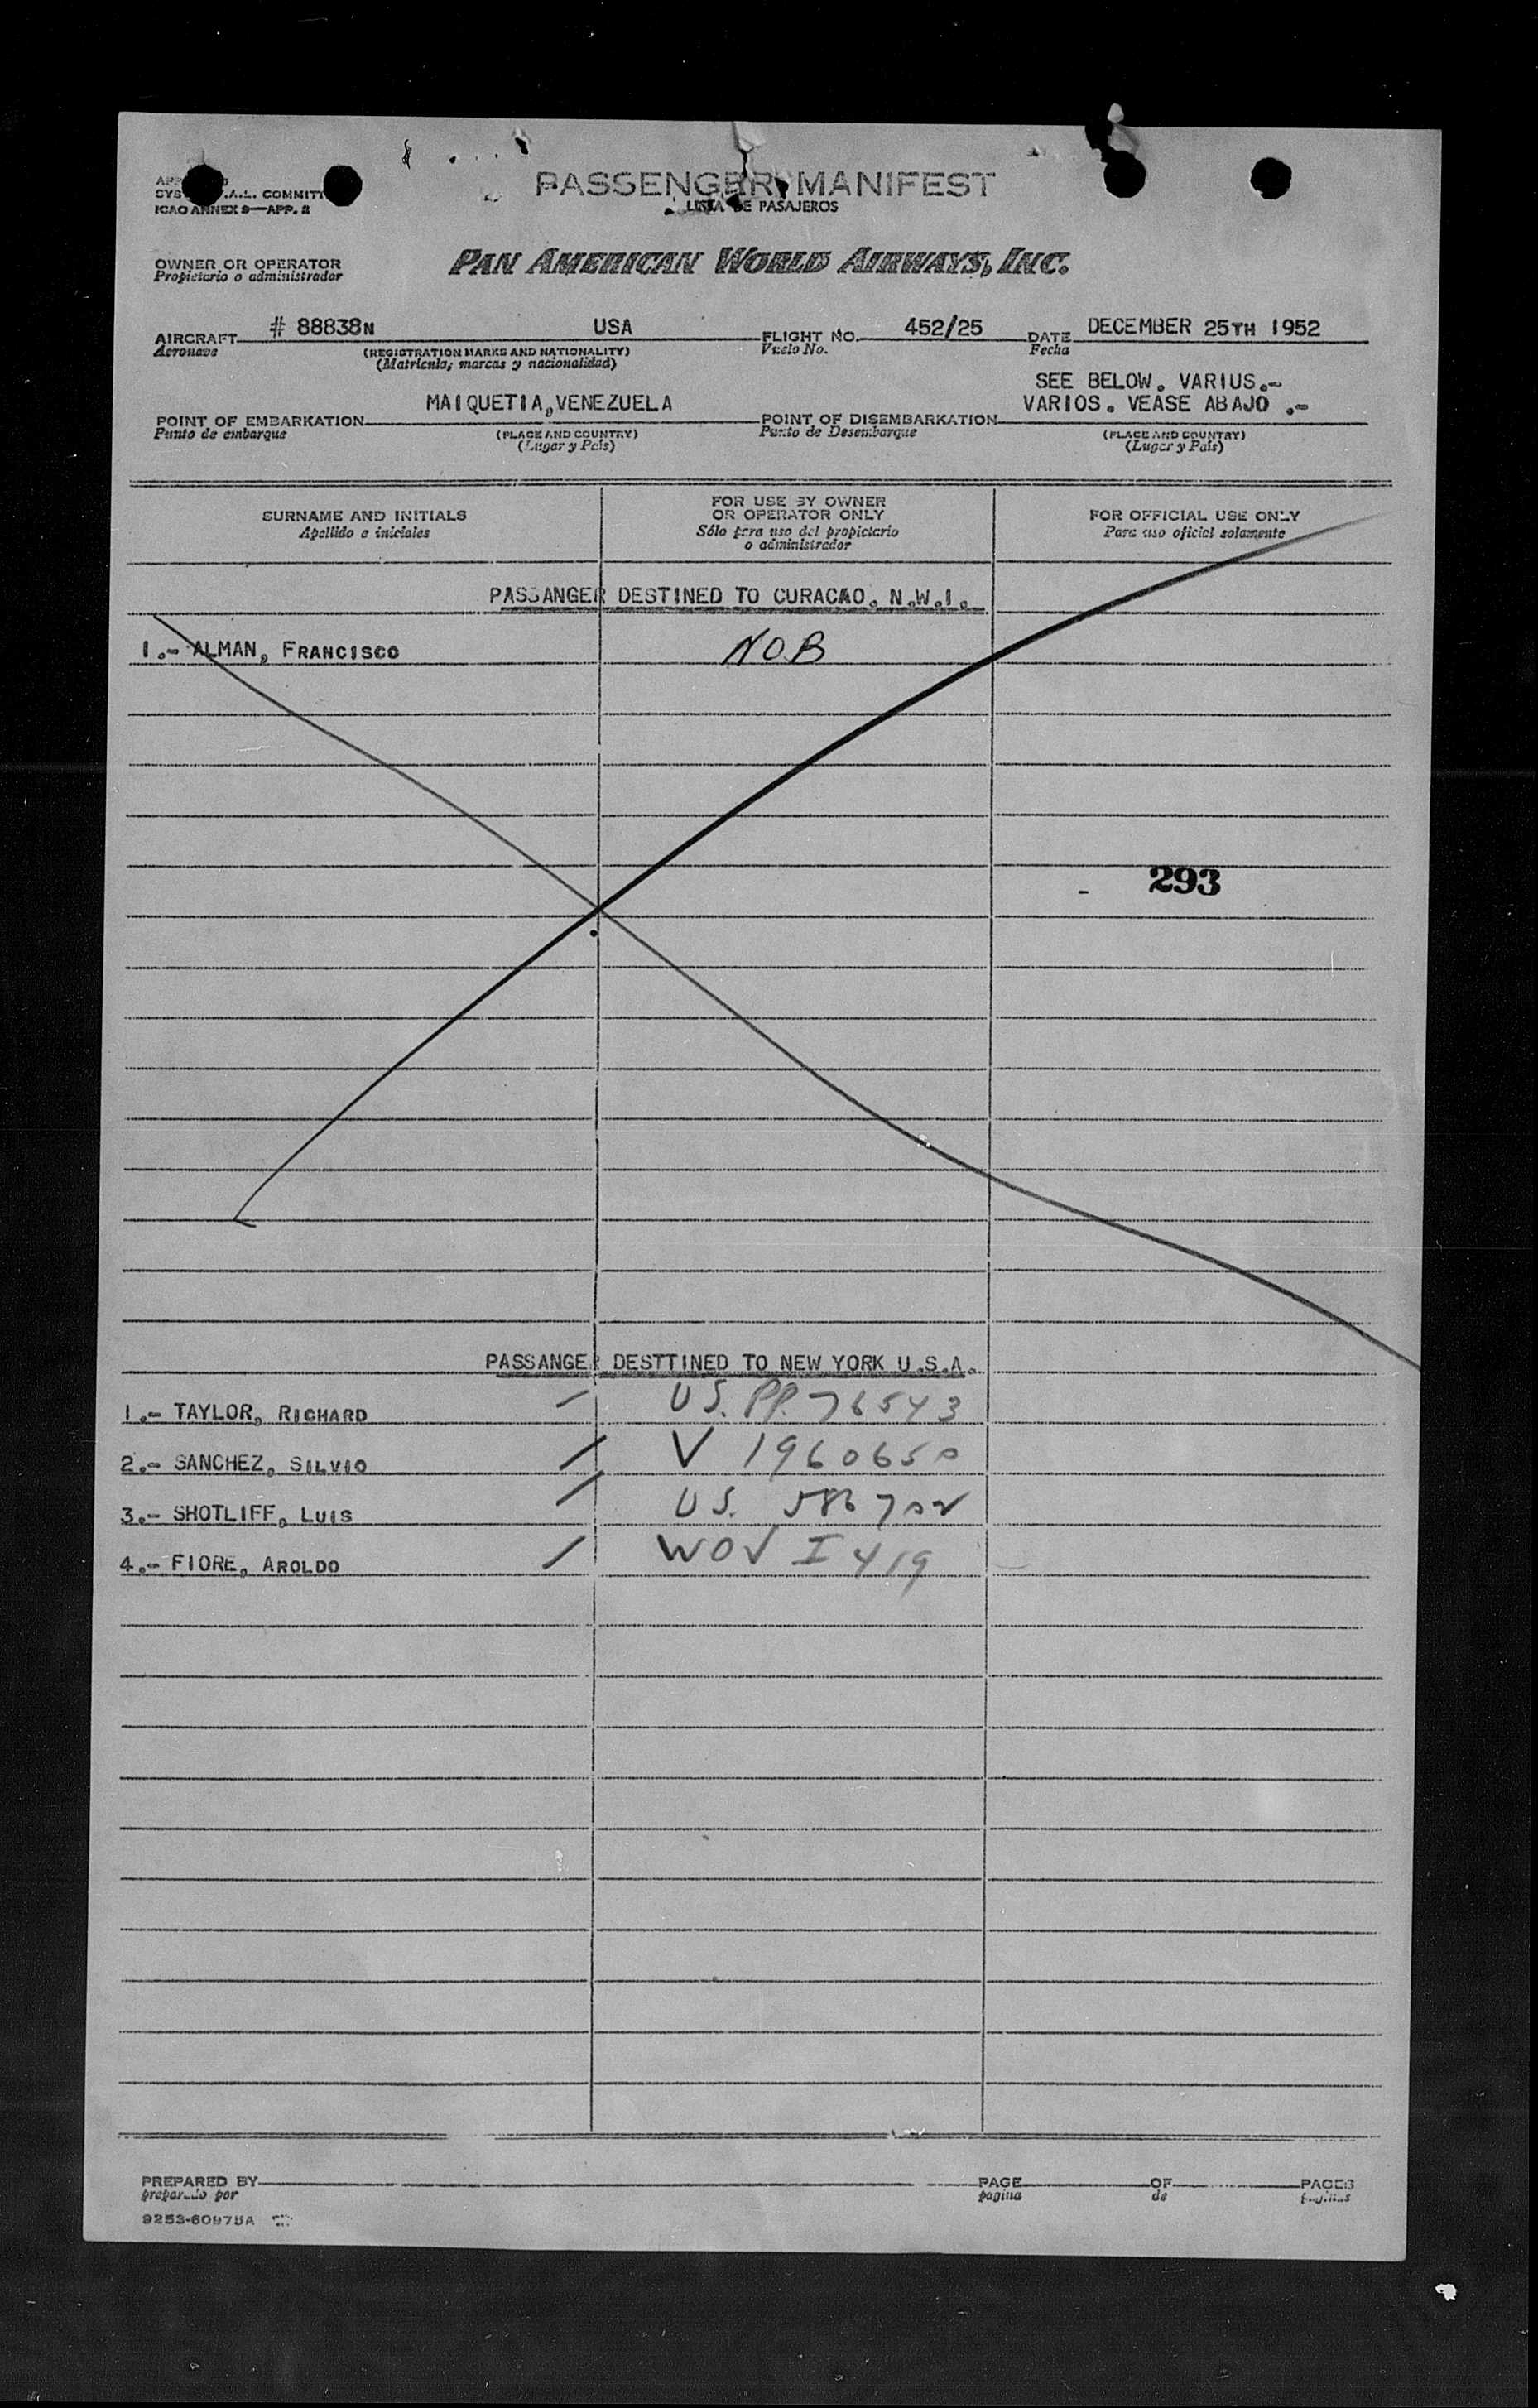 PASSENGER MANIFEST
LISTA DE PASAJEROS
.A.L. COMMITT
ICAO ANNEX 9—APP. 2
OWNER OR OPERATOR
Propietario o administrador
PAN AMERICAN WORLD AIRWAYS, INC.
AIRCRAFT # 88838N USA FLIGHT NO. 452/25 DATE DECEMBER 25TH 1952
Aeronave (REGISTRATION MARKS AND NATIONALITY) Vuelo No. Fecha
(Matrícula, marcas y nacionalidad)
SEE BELOW. VARIUS.-
POINT OF EMBARKATION MAIQUETIA,VENEZUELA POINT OF DISEMBARKATION VARIOS. VEASE ABAJO .-
Punto de embarque (PLACE AND COUNTRY) Punto de Desembarque (PLACE AND COUNTRY)
(Lugar y País) (Lugar y País)
SURNAME AND INITIALS
Apellido e iniciales
FOR USE BY OWNER
OR OPERATOR ONLY
Sólo para uso del propietario
o administrador
FOR OFFICIAL USE ONLY
Para uso oficial solamente
PASSANGER DESTINED TO CURACAO. N.W.I.
1.- ALMAN, FRANCISCO NOB
293
PASSANGER DESTTINED TO NEW YORK U.S.A.
1.- TAYLOR, RICHARD / US. PP. 76543
2.- SANCHEZ, SILVIO / V 1960650
3.- SHOTLIFF, LUIS / US. 586702
4.- FIORE, AROLDO / WOV I 419
PREPARED BY PAGE OF PAGES
preparado por pagina de paginas